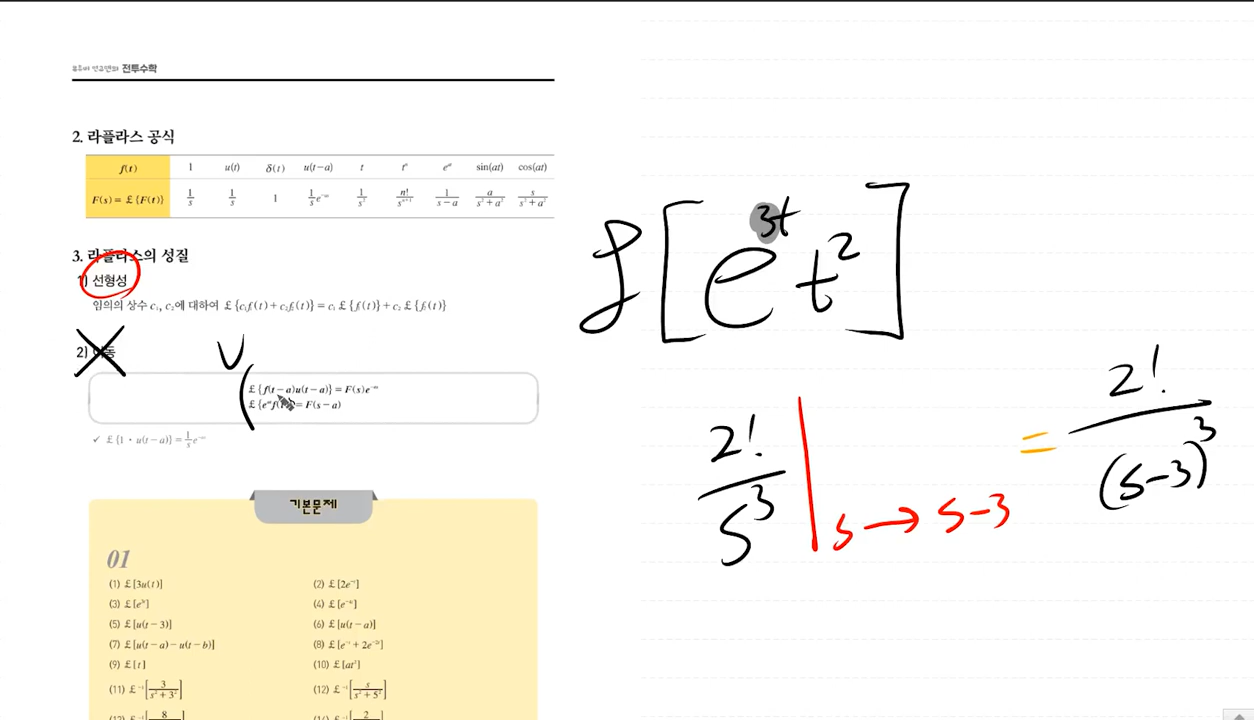 전투수학
2. 라플라스 공식
f(t) 1 u(t) δ(t) u(t-a) t tⁿ eᵃᵗ sin(at) cos(at)
F(s) = £{F(t)} 1/s 1/s 1 1/s e⁻ᵃˢ 1/s² n!/sⁿ⁺¹ 1/(s-a) a/(s²+a²) s/(s²+a²)
3. 라플라스의 성질
1) 선형성
임의의 상수 c₁, c₂에 대하여 £{c₁f₁(t)+c₂f₂(t)} = c₁ £{f₁(t)}+c₂ £{f₂(t)}
2) 이동
£{f(t-a)u(t-a)} = F(s)e⁻ᵃˢ
£{eᵃᵗf(t)} = F(s-a)
✓ £{1・u(t-a)} = 1/s e⁻ᵃˢ
기본문제
01
(1) £[3u(t)] (2) £[2e⁻ᵗ]
(3) £[e³ᵗ] (4) £[e⁻⁴ᵗ]
(5) £[u(t-3)] (6) £[u(t-a)]
(7) £[u(t-a)-u(t-b)] (8) £[e⁻ᵗ+2e⁻²ᵗ]
(9) £[t] (10) £[at²]
(11) £⁻¹[3/(s²+3²)] (12) £⁻¹[s/(s²+5²)]
8 2
£[e³ᵗ t²]
2!/s³ | s→s-3 = 2!/(s-3)³